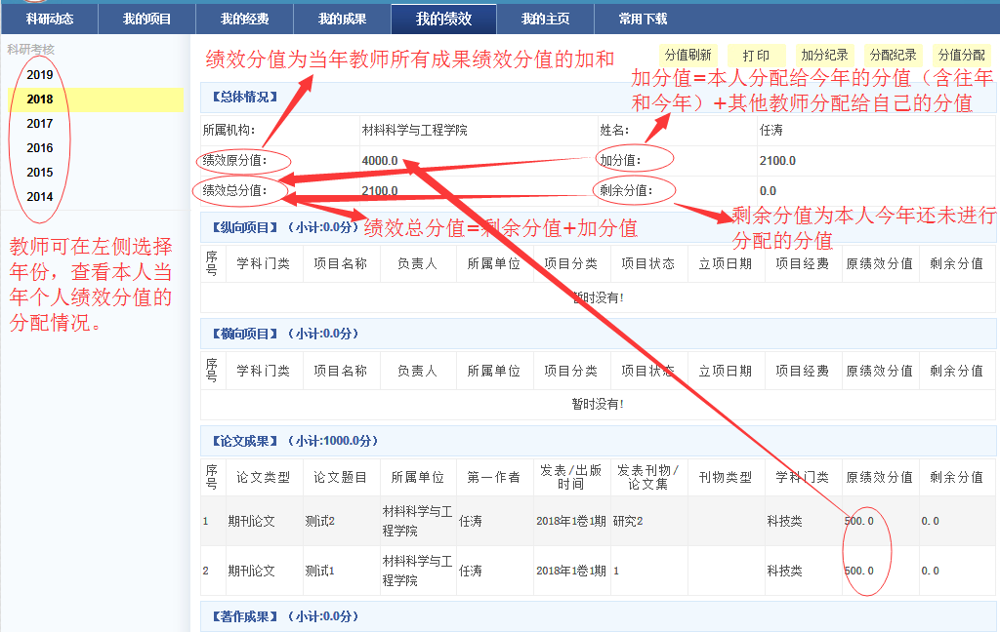 科研动态 我的项目 我的经费 我的成果 我的绩效 我的主页 常用下载
科研考核
2019
2018
2017
2016
2015
2014
教师可在左侧选择
年份，查看本人当
年个人绩效分值的
分配情况。
绩效分值为当年教师所有成果绩效分值的加和
分值刷新 打 印 加分纪录 分配纪录 分值分配
加分值=本人分配给今年的分值（含往年
和今年）+其他教师分配给自己的分值
【总体情况】
所属机构： 材料科学与工程学院 姓名： 任涛
绩效原分值： 4000.0 加分值： 2100.0
绩效总分值： 2100.0 剩余分值： 0.0
剩余分值为本人今年还未进行
分配的分值
【纵向项目】（小计:0.0分）
绩效总分值=剩余分值+加分值
序号 学科门类 项目名称 负责人 所属单位 项目分类 项目状态 立项日期 项目经费 原绩效分值 剩余分值
暂时没有!
【横向项目】（小计:0.0分）
序号 学科门类 项目名称 负责人 所属单位 项目分类 项目状态 立项日期 项目经费 原绩效分值 剩余分值
暂时没有!
【论文成果】（小计:1000.0分）
序号 论文类型 论文题目 所属单位 第一作者 发表/出版时间 发表刊物/论文集 刊物类型 学科门类 原绩效分值 剩余分值
1 期刊论文 测试2 材料科学与工程学院 任涛 2018年1卷1期 研究2 科技类 500.0 0.0
2 期刊论文 测试1 材料科学与工程学院 任涛 2018年1卷1期 1 科技类 500.0 0.0
【著作成果】（小计:0.0分）